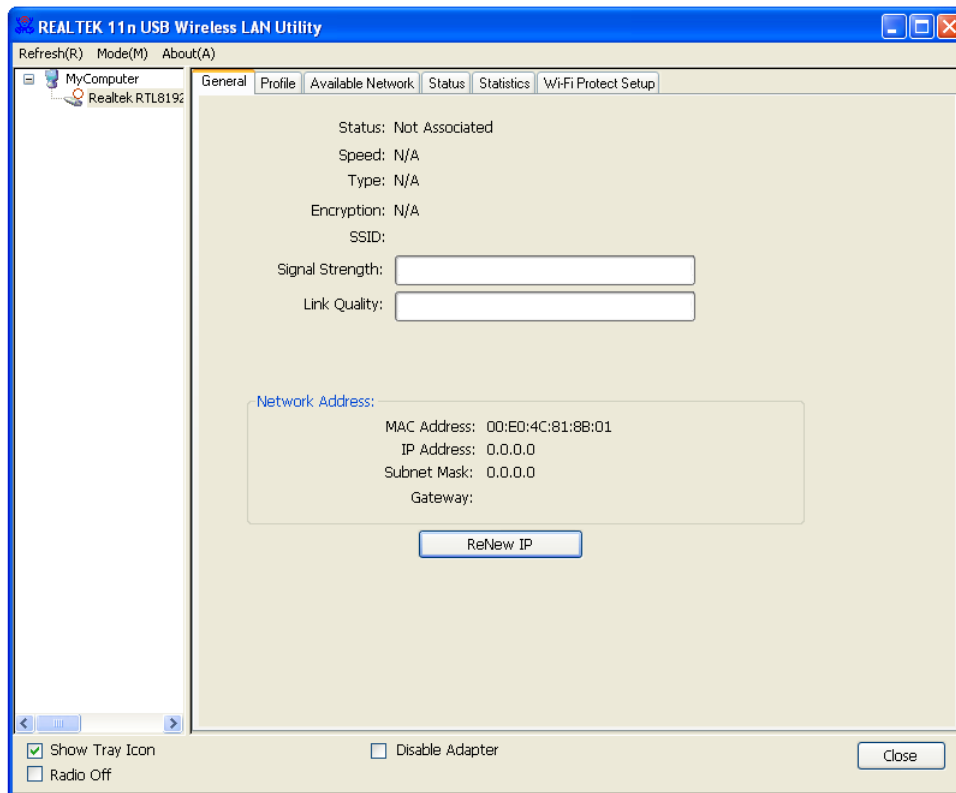 REALTEK 11n USB Wireless LAN Utility
Refresh(R) Mode(M) About(A)
MyComputer
Realtek RTL8192
General Profile Available Network Status Statistics Wi-Fi Protect Setup
Status: Not Associated
Speed: N/A
Type: N/A
Encryption: N/A
SSID:
Signal Strength:
Link Quality:
Network Address:
MAC Address: 00:E0:4C:81:8B:01
IP Address: 0.0.0.0
Subnet Mask: 0.0.0.0
Gateway:
ReNew IP
Show Tray Icon
Disable Adapter
Radio Off
Close